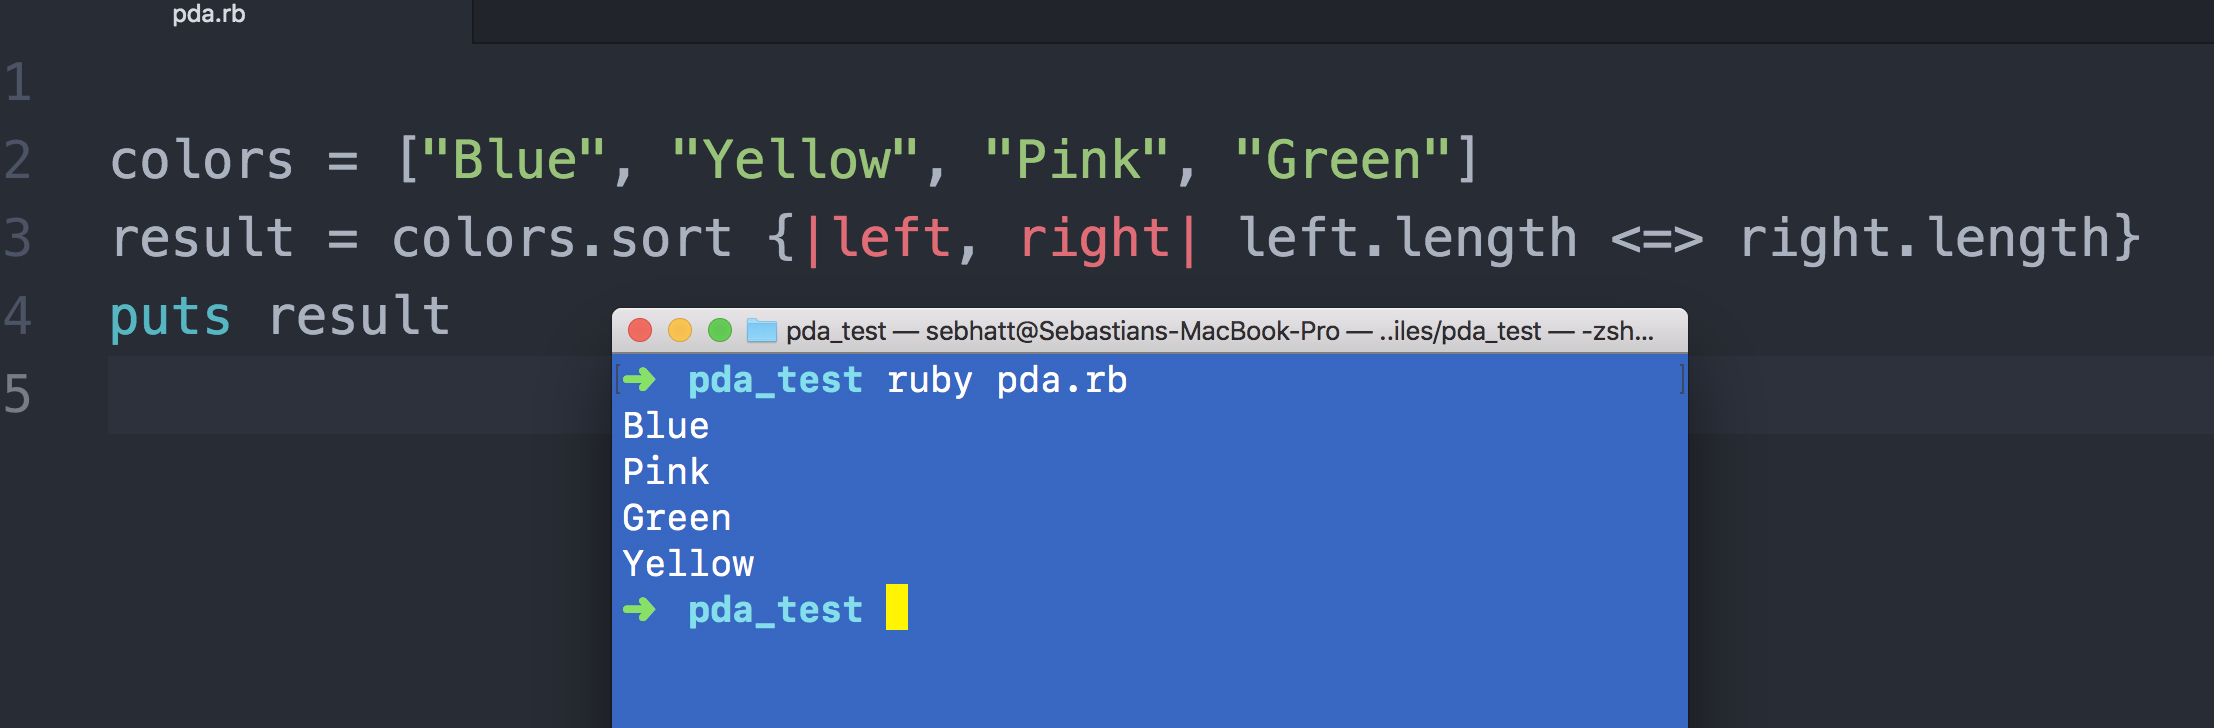 pda.rb
1
2 colors = ["Blue", "Yellow", "Pink", "Green"]
3 result = colors.sort {|left, right| left.length <=> right.length}
4 puts result
5
pda_test — sebhatt@Sebastians-MacBook-Pro — ..iles/pda_test — -zsh...
[➜ pda_test ruby pda.rb ]
Blue
Pink
Green
Yellow
➜ pda_test